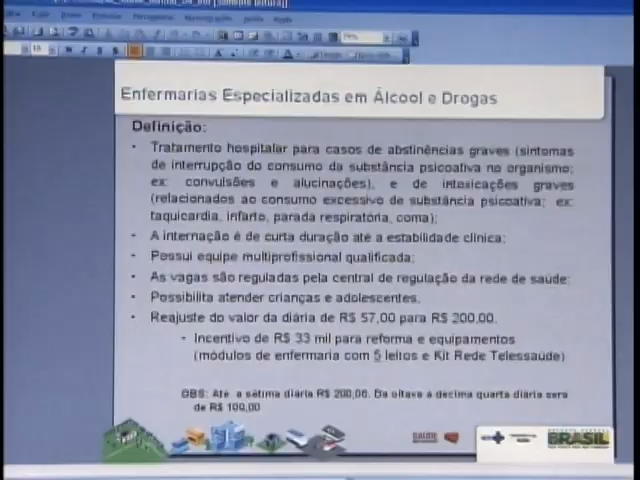 Enfermarias Especializadas em Álcool e Drogas
Definição:
• Tratamento hospitalar para casos de abstinências graves (sintomas
de interrupção do consumo da substância psicoativa no organismo;
ex: convulsões e alucinações), e de intoxicações graves
(relacionados ao consumo excessivo de substância psicoativa; ex:
taquicardia, infarto, parada respiratória, coma);
• A internação é de curta duração até a estabilidade clínica;
• Possui equipe multiprofissional qualificada;
• As vagas são reguladas pela central de regulação da rede de saúde;
• Possibilita atender crianças e adolescentes.
• Reajuste do valor da diária de R$ 57,00 para R$ 200,00.
- Incentivo de R$ 33 mil para reforma e equipamentos
(módulos de enfermaria com 5 leitos e Kit Rede Telessaúde)
OBS: Até a sétima diária R$ 200,00. Da oitava a décima quarta diária será
de R$ 100,00
SAÚDE
BRASIL